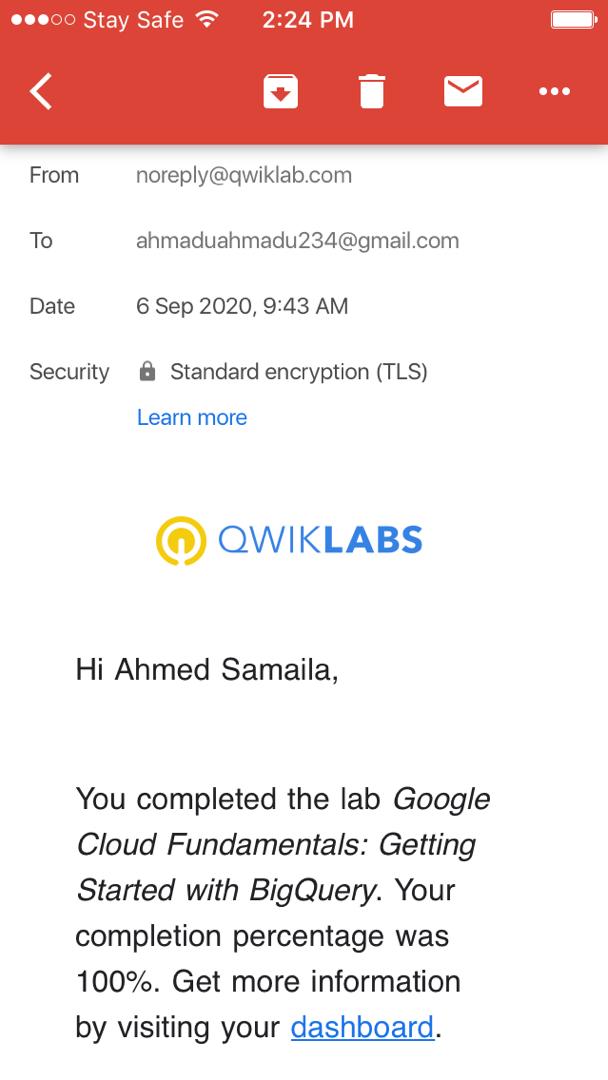 Stay Safe 2:24 PM
From noreply@qwiklab.com
To ahmaduahmadu234@gmail.com
Date 6 Sep 2020, 9:43 AM
Security Standard encryption (TLS)
Learn more
QWIKLABS
Hi Ahmed Samaila,
You completed the lab Google
Cloud Fundamentals: Getting
Started with BigQuery. Your
completion percentage was
100%. Get more information
by visiting your dashboard.